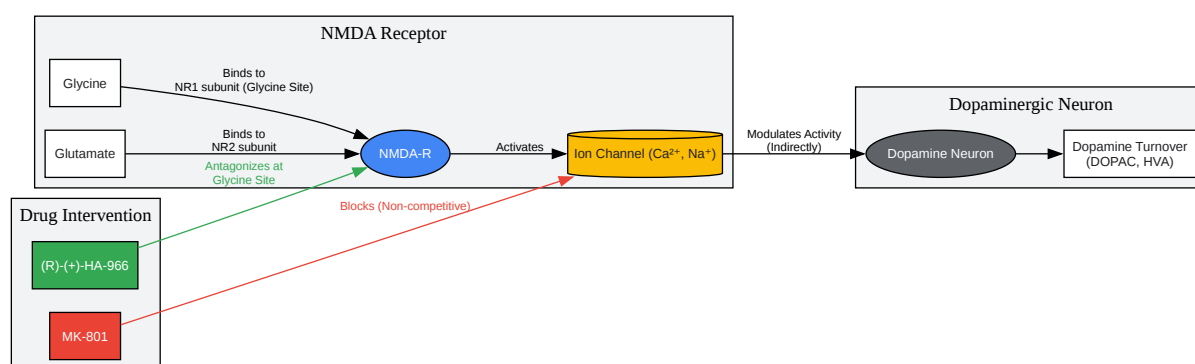 NMDA Receptor
Glycine
Binds to
NR1 subunit (Glycine Site)
Glutamate
Binds to
NR2 subunit
Antagonizes at
Glycine Site
NMDA-R
Activates
Ion Channel (Ca²⁺, Na⁺)
Modulates Activity
(Indirectly)
Dopaminergic Neuron
Dopamine Neuron
Dopamine Turnover
(DOPAC, HVA)
Drug Intervention
(R)-(+)-HA-966
Blocks (Non-competitive)
MK-801